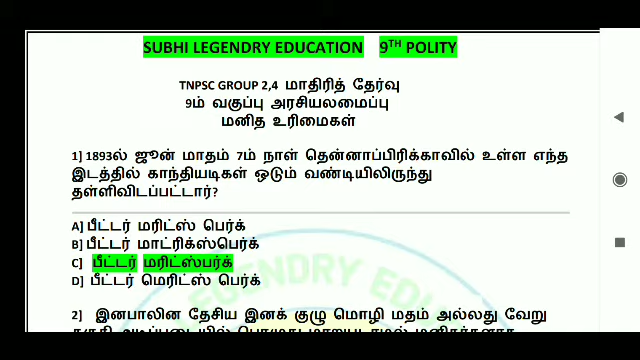 SUBHI LEGENDRY EDUCATION 9TH POLITY
TNPSC GROUP 2,4 மாதிரித் தேர்வு
9ம் வகுப்பு அரசியலமைப்பு
மனித உரிமைகள்
1] 1893ல் ஜூன் மாதம் 7ம் நாள் தென்னாப்பிரிக்காவில் உள்ள எந்த
இடத்தில் காந்தியடிகள் ஓடும் வண்டியிலிருந்து
தள்ளிவிடப்பட்டார்?
A] பீட்டர் மரிட்ஸ் பெர்க்
B] பீட்டர் மாட்ரிக்ஸ்பெர்க்
C] பீட்டர் மரிட்ஸ்பர்க்
D] பீட்டர் மெரிட்ஸ் பெர்க்
LEGENDRY EDU
2] இனபாலின தேசிய இனக் குழு மொழி மதம் அல்லது வேறு